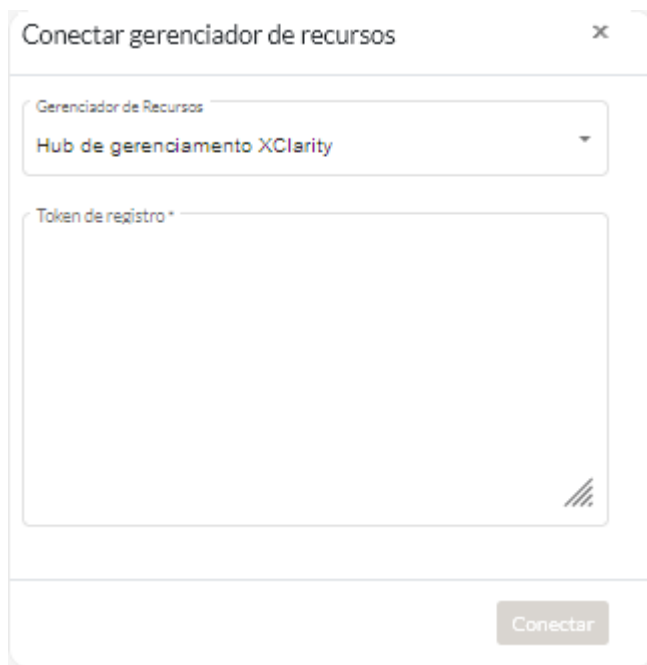 Conectar gerenciador de recursos ×
Gerenciador de Recursos
Hub de gerenciamento XClarity
Token de registro *
Conectar